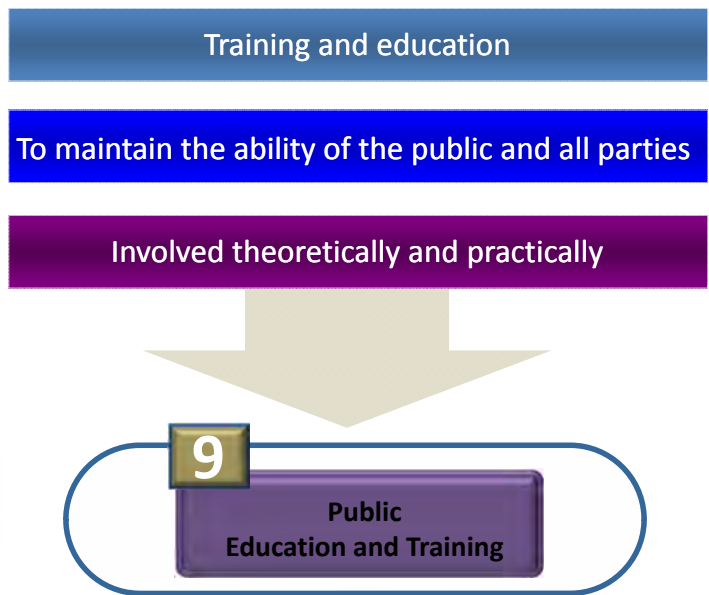 Training and education
To maintain the ability of the public and all parties
Involved theoretically and practically
9
Public
Education and Training